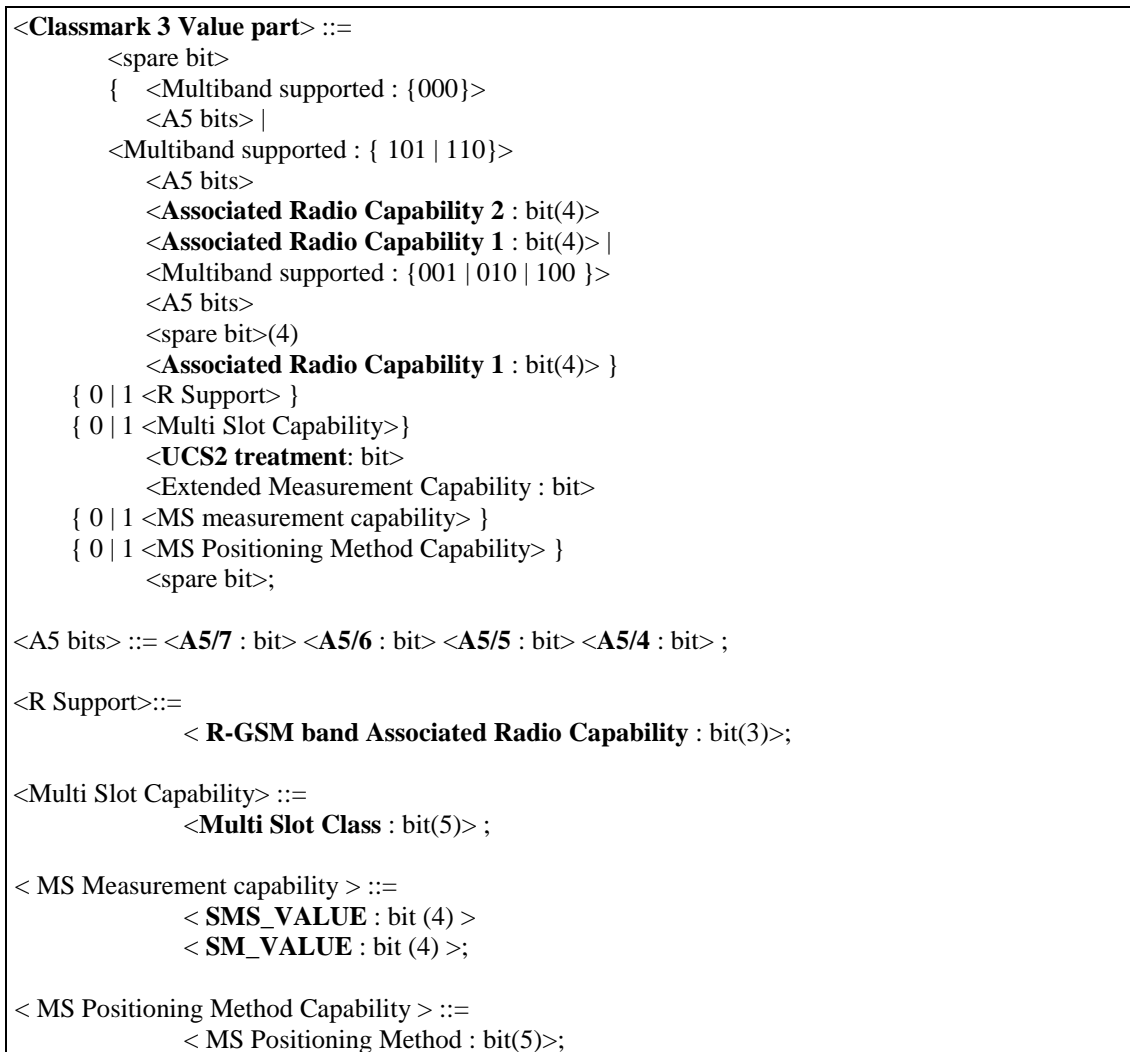 <Classmark 3 Value part> ::=
<spare bit>
{ <Multiband supported : {000}>
<A5 bits> |
<Multiband supported : { 101 | 110}>
<A5 bits>
<Associated Radio Capability 2 : bit(4)>
<Associated Radio Capability 1 : bit(4)> |
<Multiband supported : {001 | 010 | 100 }>
<A5 bits>
<spare bit>(4)
<Associated Radio Capability 1 : bit(4)> }
{ 0 | 1 <R Support> }
{ 0 | 1 <Multi Slot Capability>}
<UCS2 treatment: bit>
<Extended Measurement Capability : bit>
{ 0 | 1 <MS measurement capability> }
{ 0 | 1 <MS Positioning Method Capability> }
<spare bit>;
<A5 bits> ::= <A5/7 : bit> <A5/6 : bit> <A5/5 : bit> <A5/4 : bit> ;
<R Support>::=
< R-GSM band Associated Radio Capability : bit(3)>;
<Multi Slot Capability> ::=
<Multi Slot Class : bit(5)> ;
< MS Measurement capability > ::=
< SMS_VALUE : bit (4) >
< SM_VALUE : bit (4) >;
< MS Positioning Method Capability > ::=
< MS Positioning Method : bit(5)>;